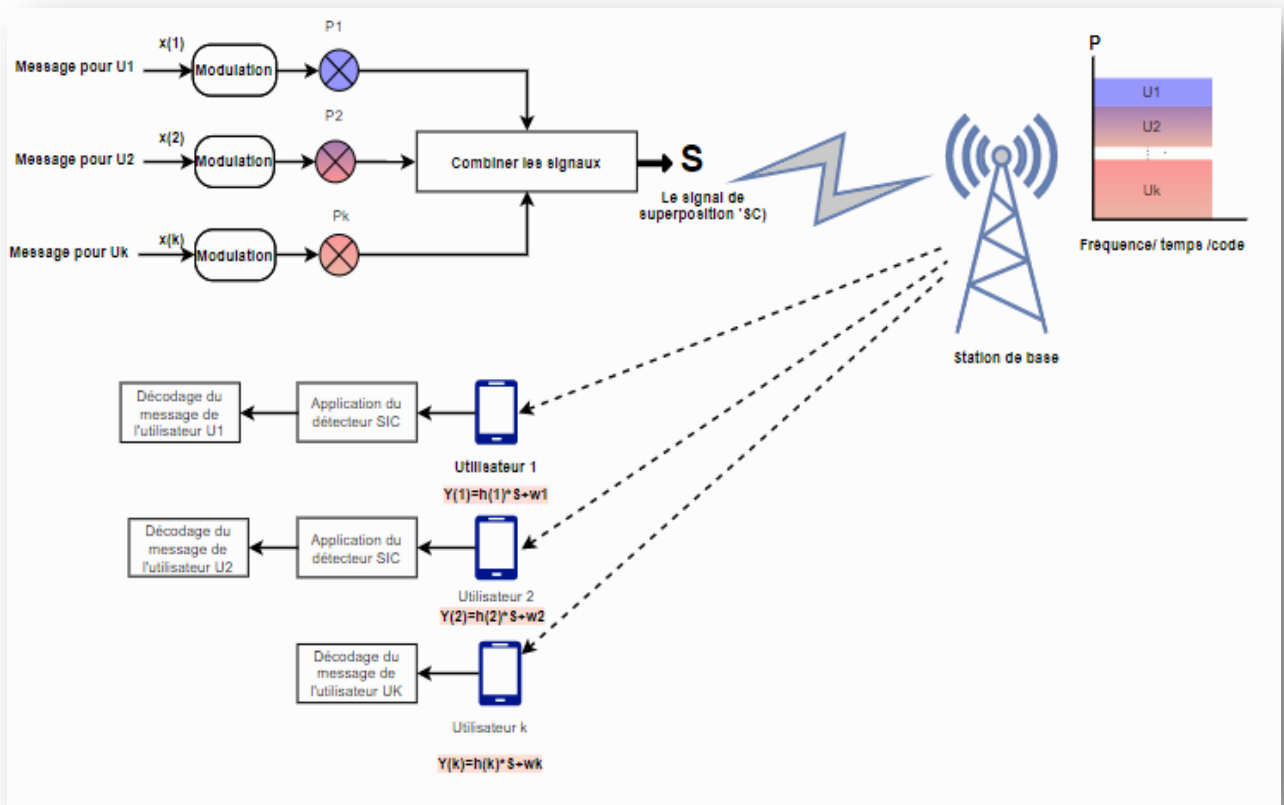 P1
x(1)
Message pour U1
Modulation
P2
x(2)
Message pour U2
Modulation
Pk
x(k)
Message pour Uk
Modulation
Combiner les signaux
S
Le signal de
superposition 'SC)
P
U1
U2
Uk
Fréquence/ temps /code
Station de base
Décodage du
message de
l'utilisateur U1
Application du
détecteur SIC
Utilisateur 1
Y(1)=h(1)*S+w1
Décodage du
message de
l'utilisateur U2
Application du
détecteur SIC
Utilisateur 2
Y(2)=h(2)*S+w2
Décodage du
message de
l'utilisateur UK
Utilisateur k
Y(k)=h(k)*S+wk